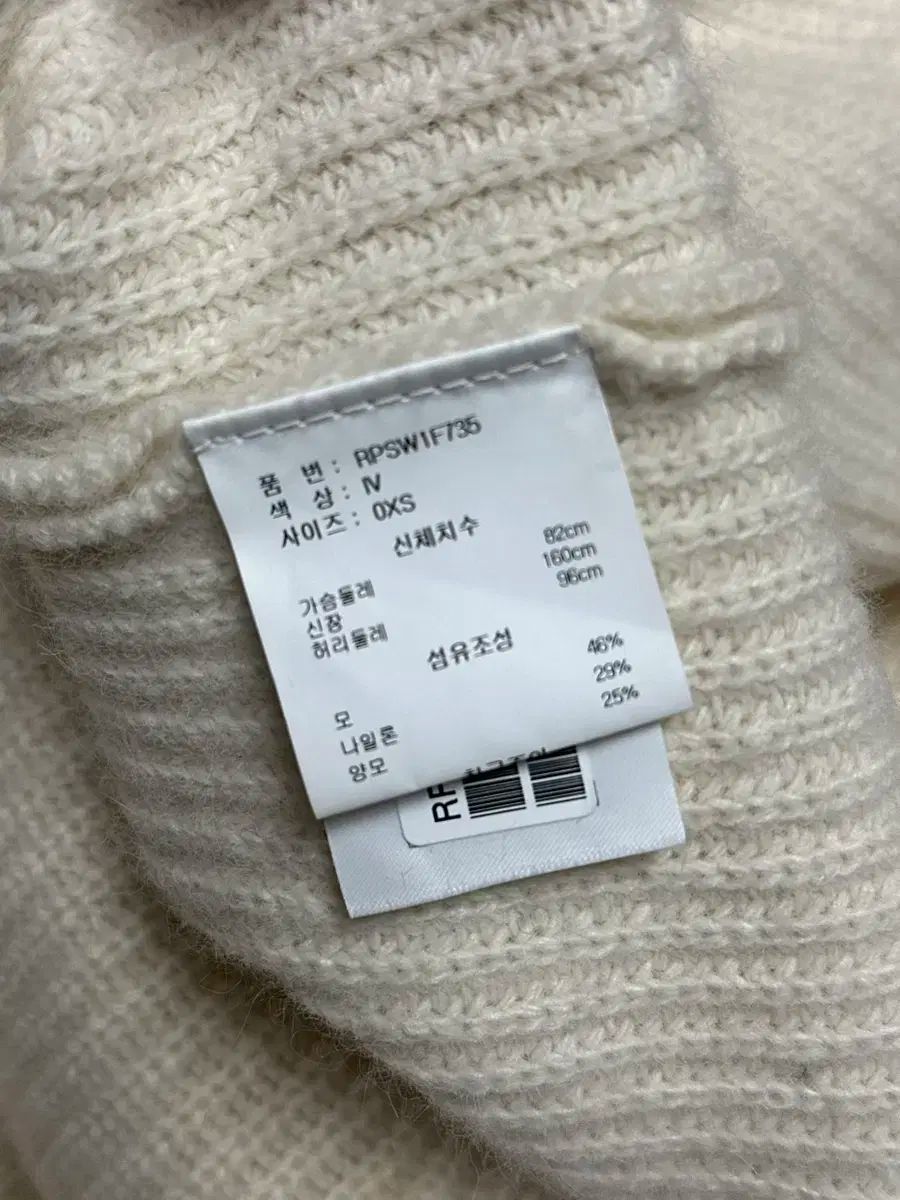 품 번 : RPSW1F735
색 상 : IV
사이즈 : 0XS
신체치수
가슴둘레 82cm
신장 160cm
허리둘레 96cm
섬유조성
모 46%
나일론 29%
양모 25%
RP